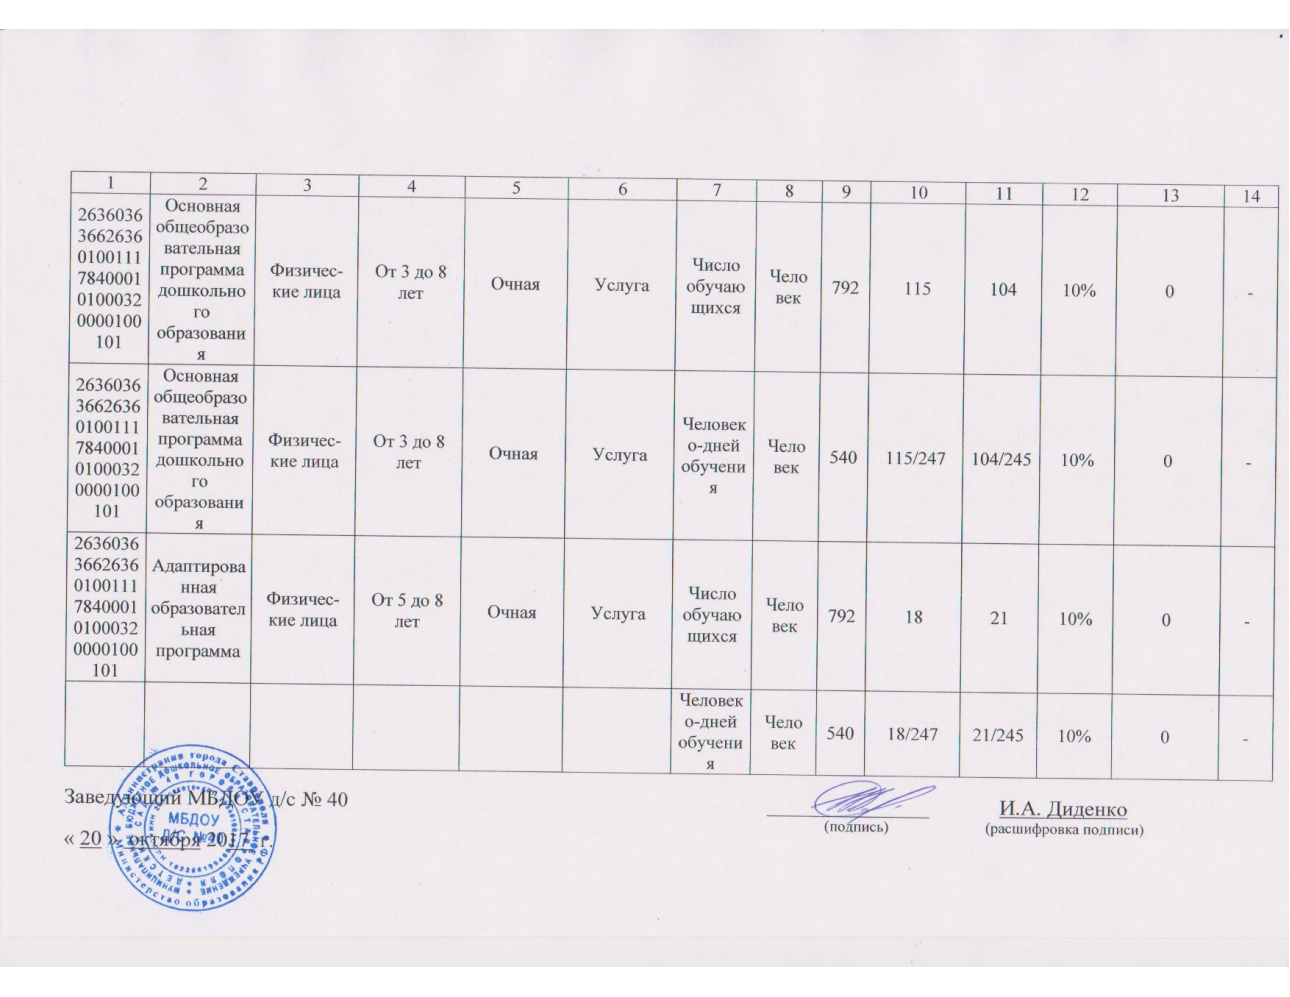 1 2 3 4 5 6 7 8 9 10 11 12 13 14
2636036
3662636
0100111
7840001
0100032
0000100
101
Основная
общеобразо
вательная
программа
дошкольно
го
образовани
я
Физичес-
кие лица
От 3 до 8
лет
Очная
Услуга
Число
обучаю
щихся
Чело
век
792
115
104
10%
0
-
2636036
3662636
0100111
7840001
0100032
0000100
101
Основная
общеобразо
вательная
программа
дошкольно
го
образовани
я
Физичес-
кие лица
От 3 до 8
лет
Очная
Услуга
Человек
о-дней
обучени
я
Чело
век
540
115/247
104/245
10%
0
-
2636036
3662636
0100111
7840001
0100032
0000100
101
Адаптирова
нная
образовател
ьная
программа
Физичес-
кие лица
От 5 до 8
лет
Очная
Услуга
Число
обучаю
щихся
Чело
век
792
18
21
10%
0
-
Человек
о-дней
обучени
я
Чело
век
540
18/247
21/245
10%
0
-
Заведующий МБДОУ д/с № 40
(подпись)
И.А. Диденко
(расшифровка подписи)
« 20 » октября 2017 г.
Администрация города Ставрополя
Министерство образования РФ
МБДОУ
Д/С №40